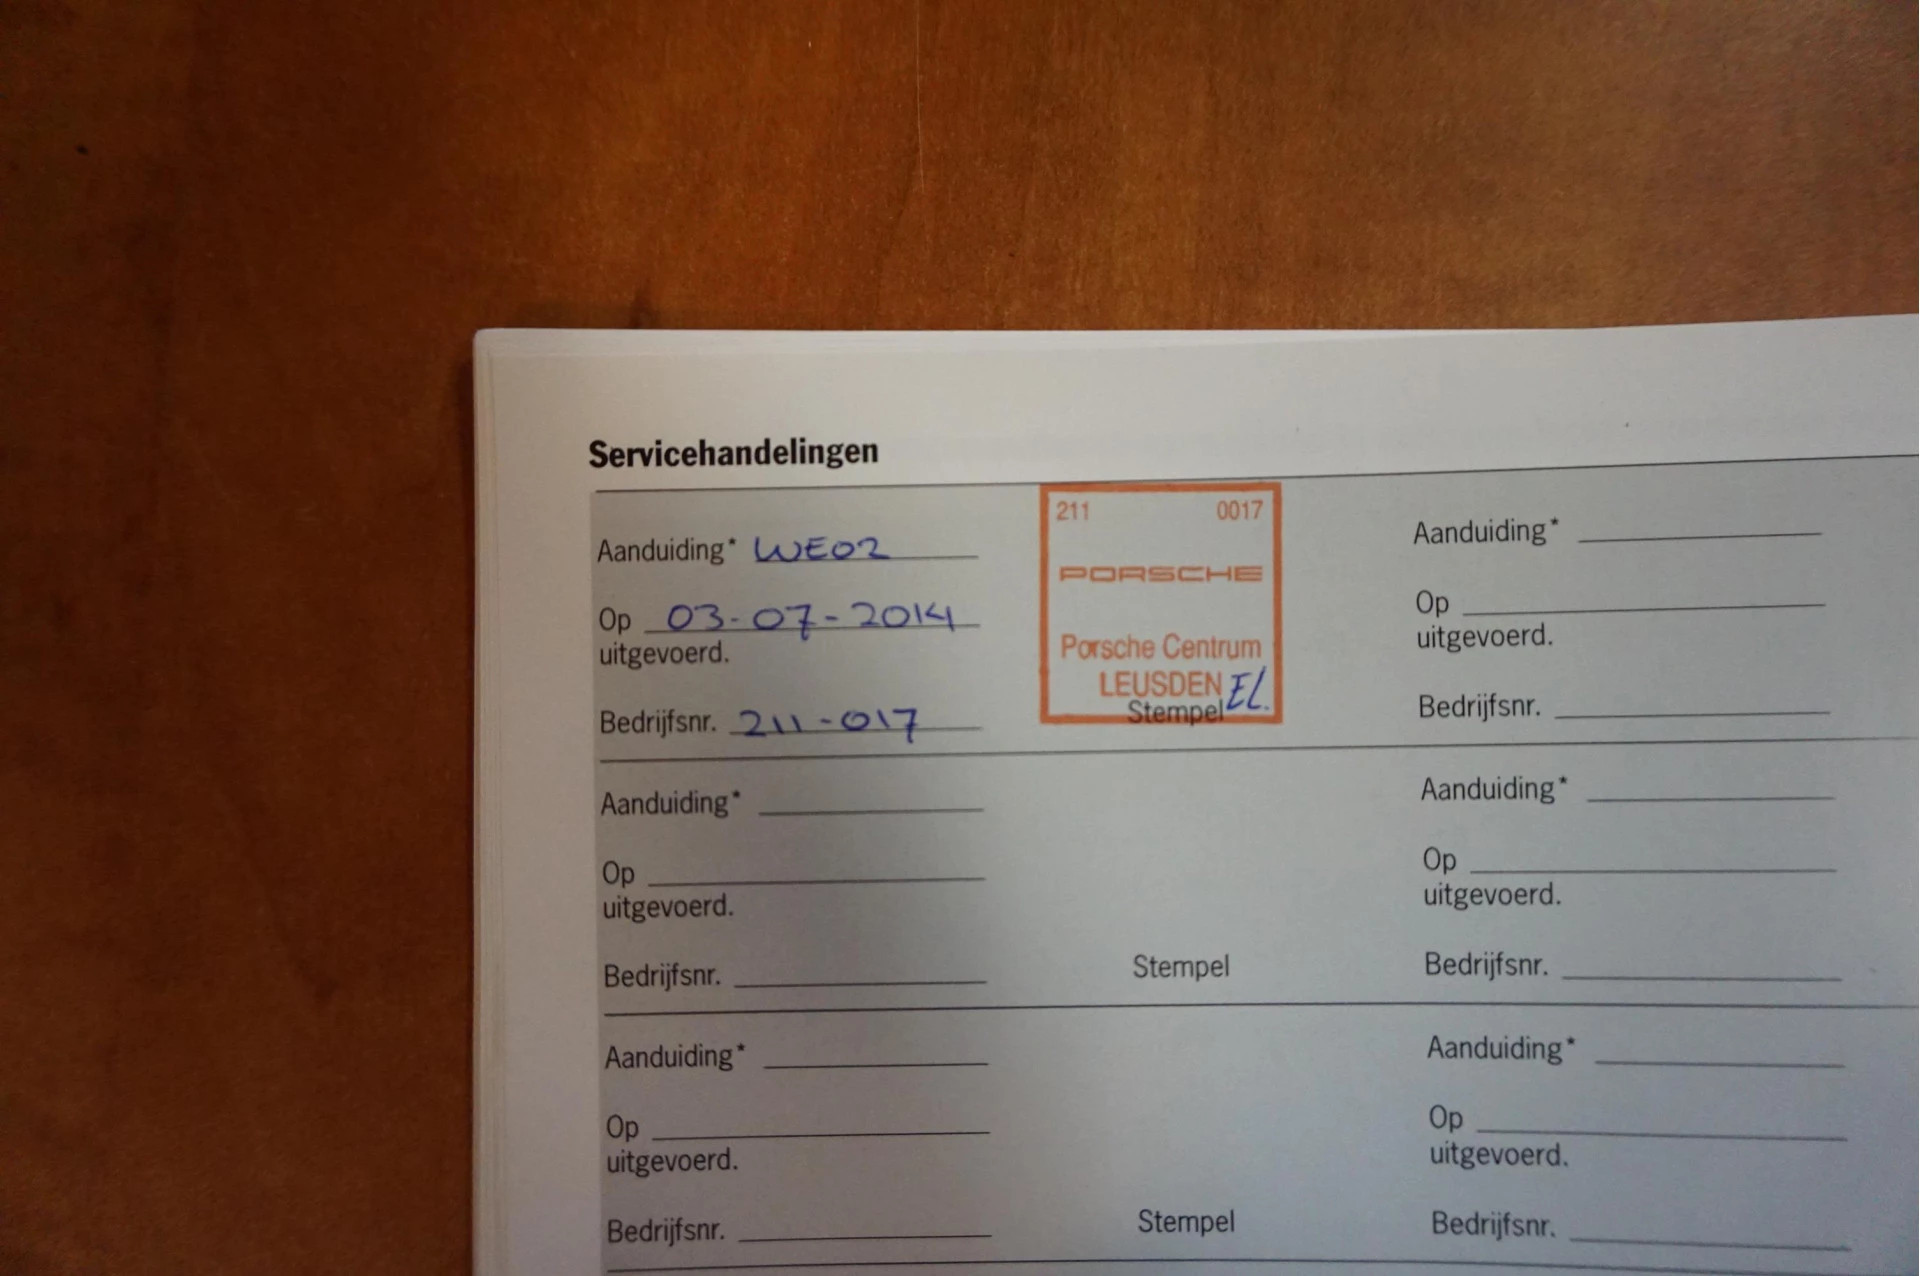 Servicehandelingen
Aanduiding* WE02
Op 03-07-2014
uitgevoerd.
Bedrijfsnr. 211-017
211 0017
PORSCHE
Porsche Centrum
LEUSDEN EL.
Stempel
Aanduiding*
Op
uitgevoerd.
Bedrijfsnr.
Aanduiding*
Op
uitgevoerd.
Bedrijfsnr. Stempel
Aanduiding*
Op
uitgevoerd.
Bedrijfsnr.
Aanduiding*
Op
uitgevoerd.
Bedrijfsnr. Stempel
Aanduiding*
Op
uitgevoerd.
Bedrijfsnr.